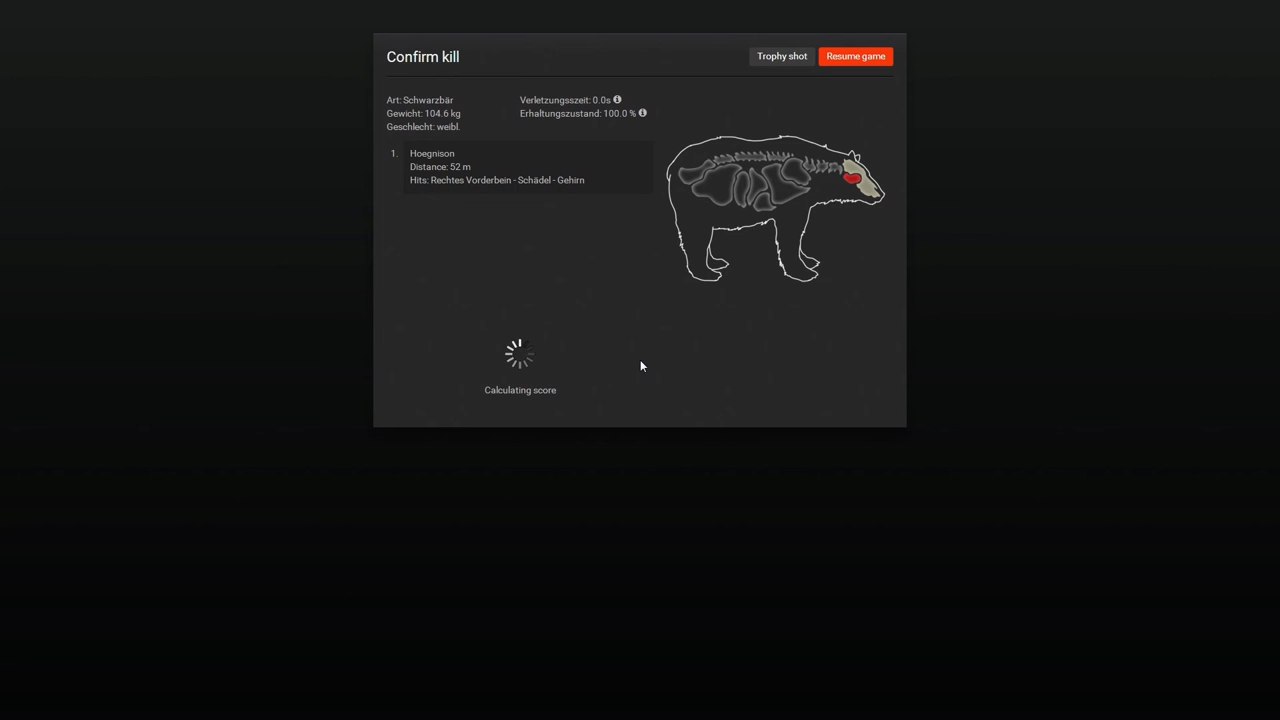 Confirm kill
Trophy shot
Resume game
Art: Schwarzbär
Gewicht: 104.6 kg
Geschlecht: weibl.
Verletzungsszeit: 0.0s
Erhaltungszustand: 100.0 %
1.
Hoegnison
Distance: 52 m
Hits: Rechtes Vorderbein - Schädel - Gehirn
Calculating score